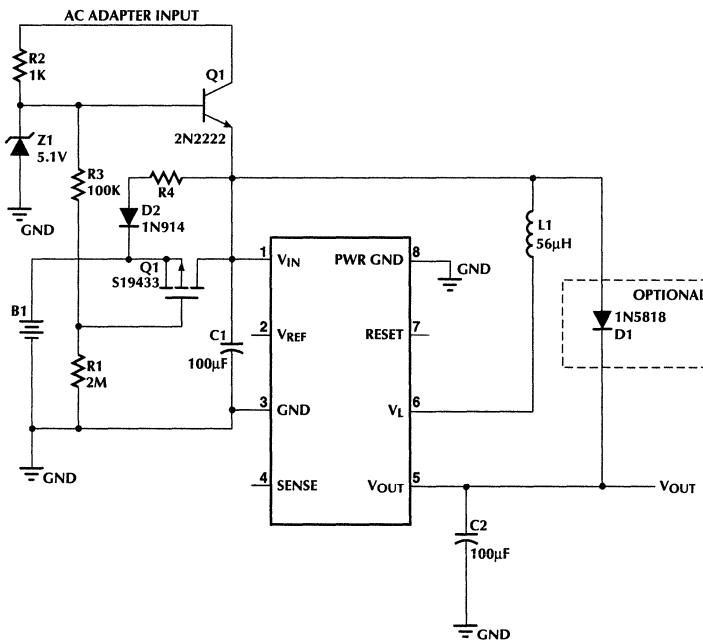 AC ADAPTER INPUT
R2
1K
Q1
2N2222
Z1
5.1V
R3
100K
R4
D2
1N914
GND
L1
56µH
Q1
S19433
1
VIN
PWR GND
8
GND
OPTIONAL
1N5818
D1
B1
C1
100µF
2
VREF
RESET
7
R1
2M
3
GND
VL
6
GND
4
SENSE
VOUT
5
VOUT
C2
100µF
GND